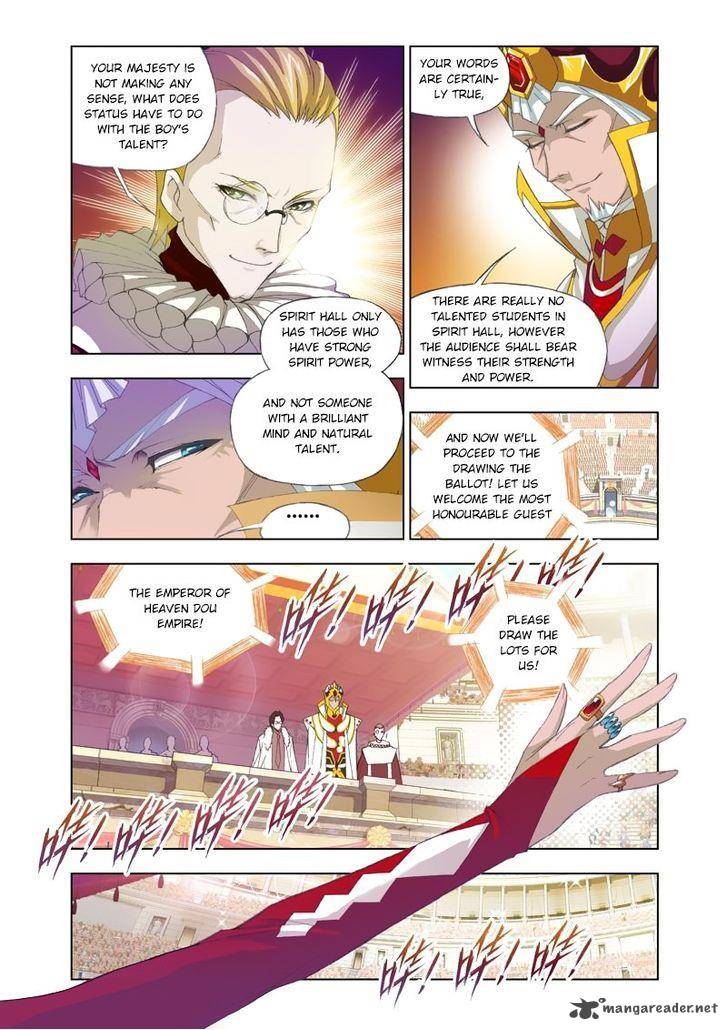 YOUR MAJESTY IS
NOT MAKING ANY
SENSE, WHAT DOES
STATUS HAVE TO DO
WITH THE BOY'S
TALENT?
YOUR WORDS
ARE CERTAIN-
LY TRUE,
SPIRIT HALL ONLY
HAS THOSE WHO
HAVE STRONG
SPIRIT POWER,
THERE ARE REALLY NO
TALENTED STUDENTS IN
SPIRIT HALL, HOWEVER
THE AUDIENCE SHALL BEAR
WITNESS THEIR STRENGTH
AND POWER.
AND NOT SOMEONE
WITH A BRILLIANT
MIND AND NATURAL
TALENT.
......
AND NOW WE'LL
PROCEED TO THE
DRAWING THE
BALLOT! LET US
WELCOME THE MOST
HONOURABLE GUEST
THE EMPEROR OF
HEAVEN DOU
EMPIRE!
PLEASE
DRAW THE
LOTS FOR
US!
mangareader.net